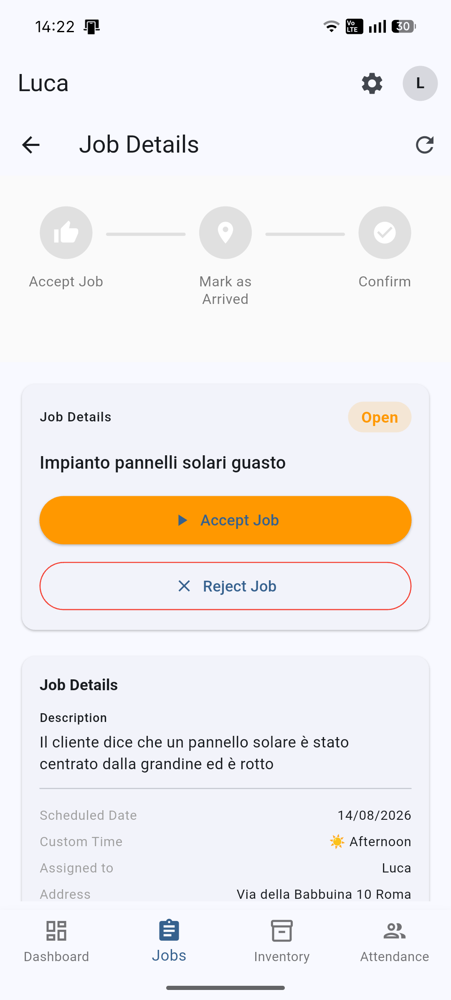 14:22
Vo
LTE
30
Luca
L
Job Details
Accept Job
Mark as
Arrived
Confirm
Job Details
Open
Impianto pannelli solari guasto
Accept Job
Reject Job
Job Details
Description
Il cliente dice che un pannello solare è stato
centrato dalla grandine ed è rotto
Scheduled Date 14/08/2026
Custom Time ☀️ Afternoon
Assigned to Luca
Address Via della Babbuina 10 Roma
Dashboard
Jobs
Inventory
Attendance